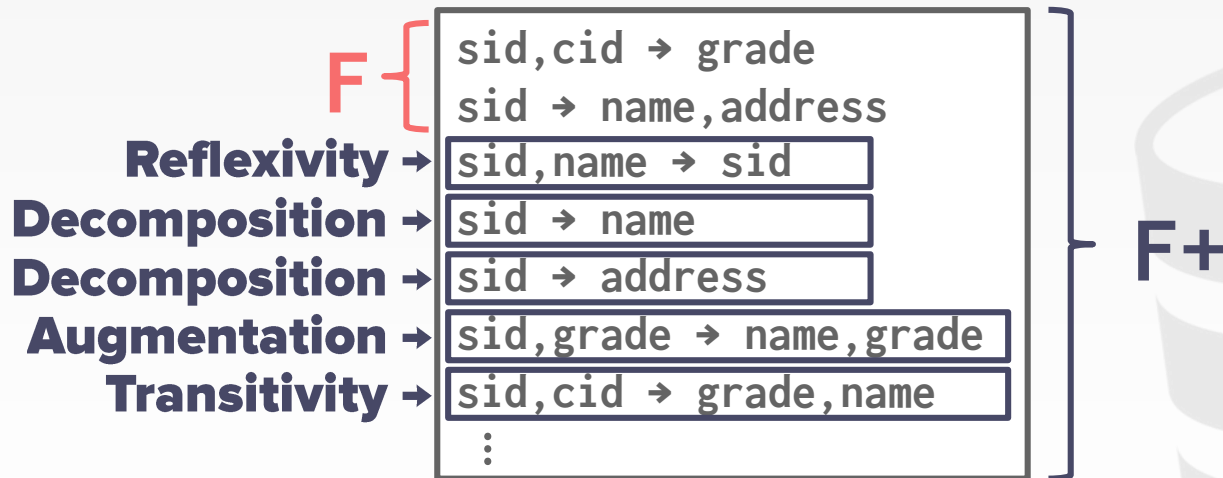 F
sid,cid → grade
sid → name,address
Reflexivity → sid,name → sid
Decomposition → sid → name
Decomposition → sid → address
Augmentation → sid,grade → name,grade
Transitivity → sid,cid → grade,name
⋮
F+